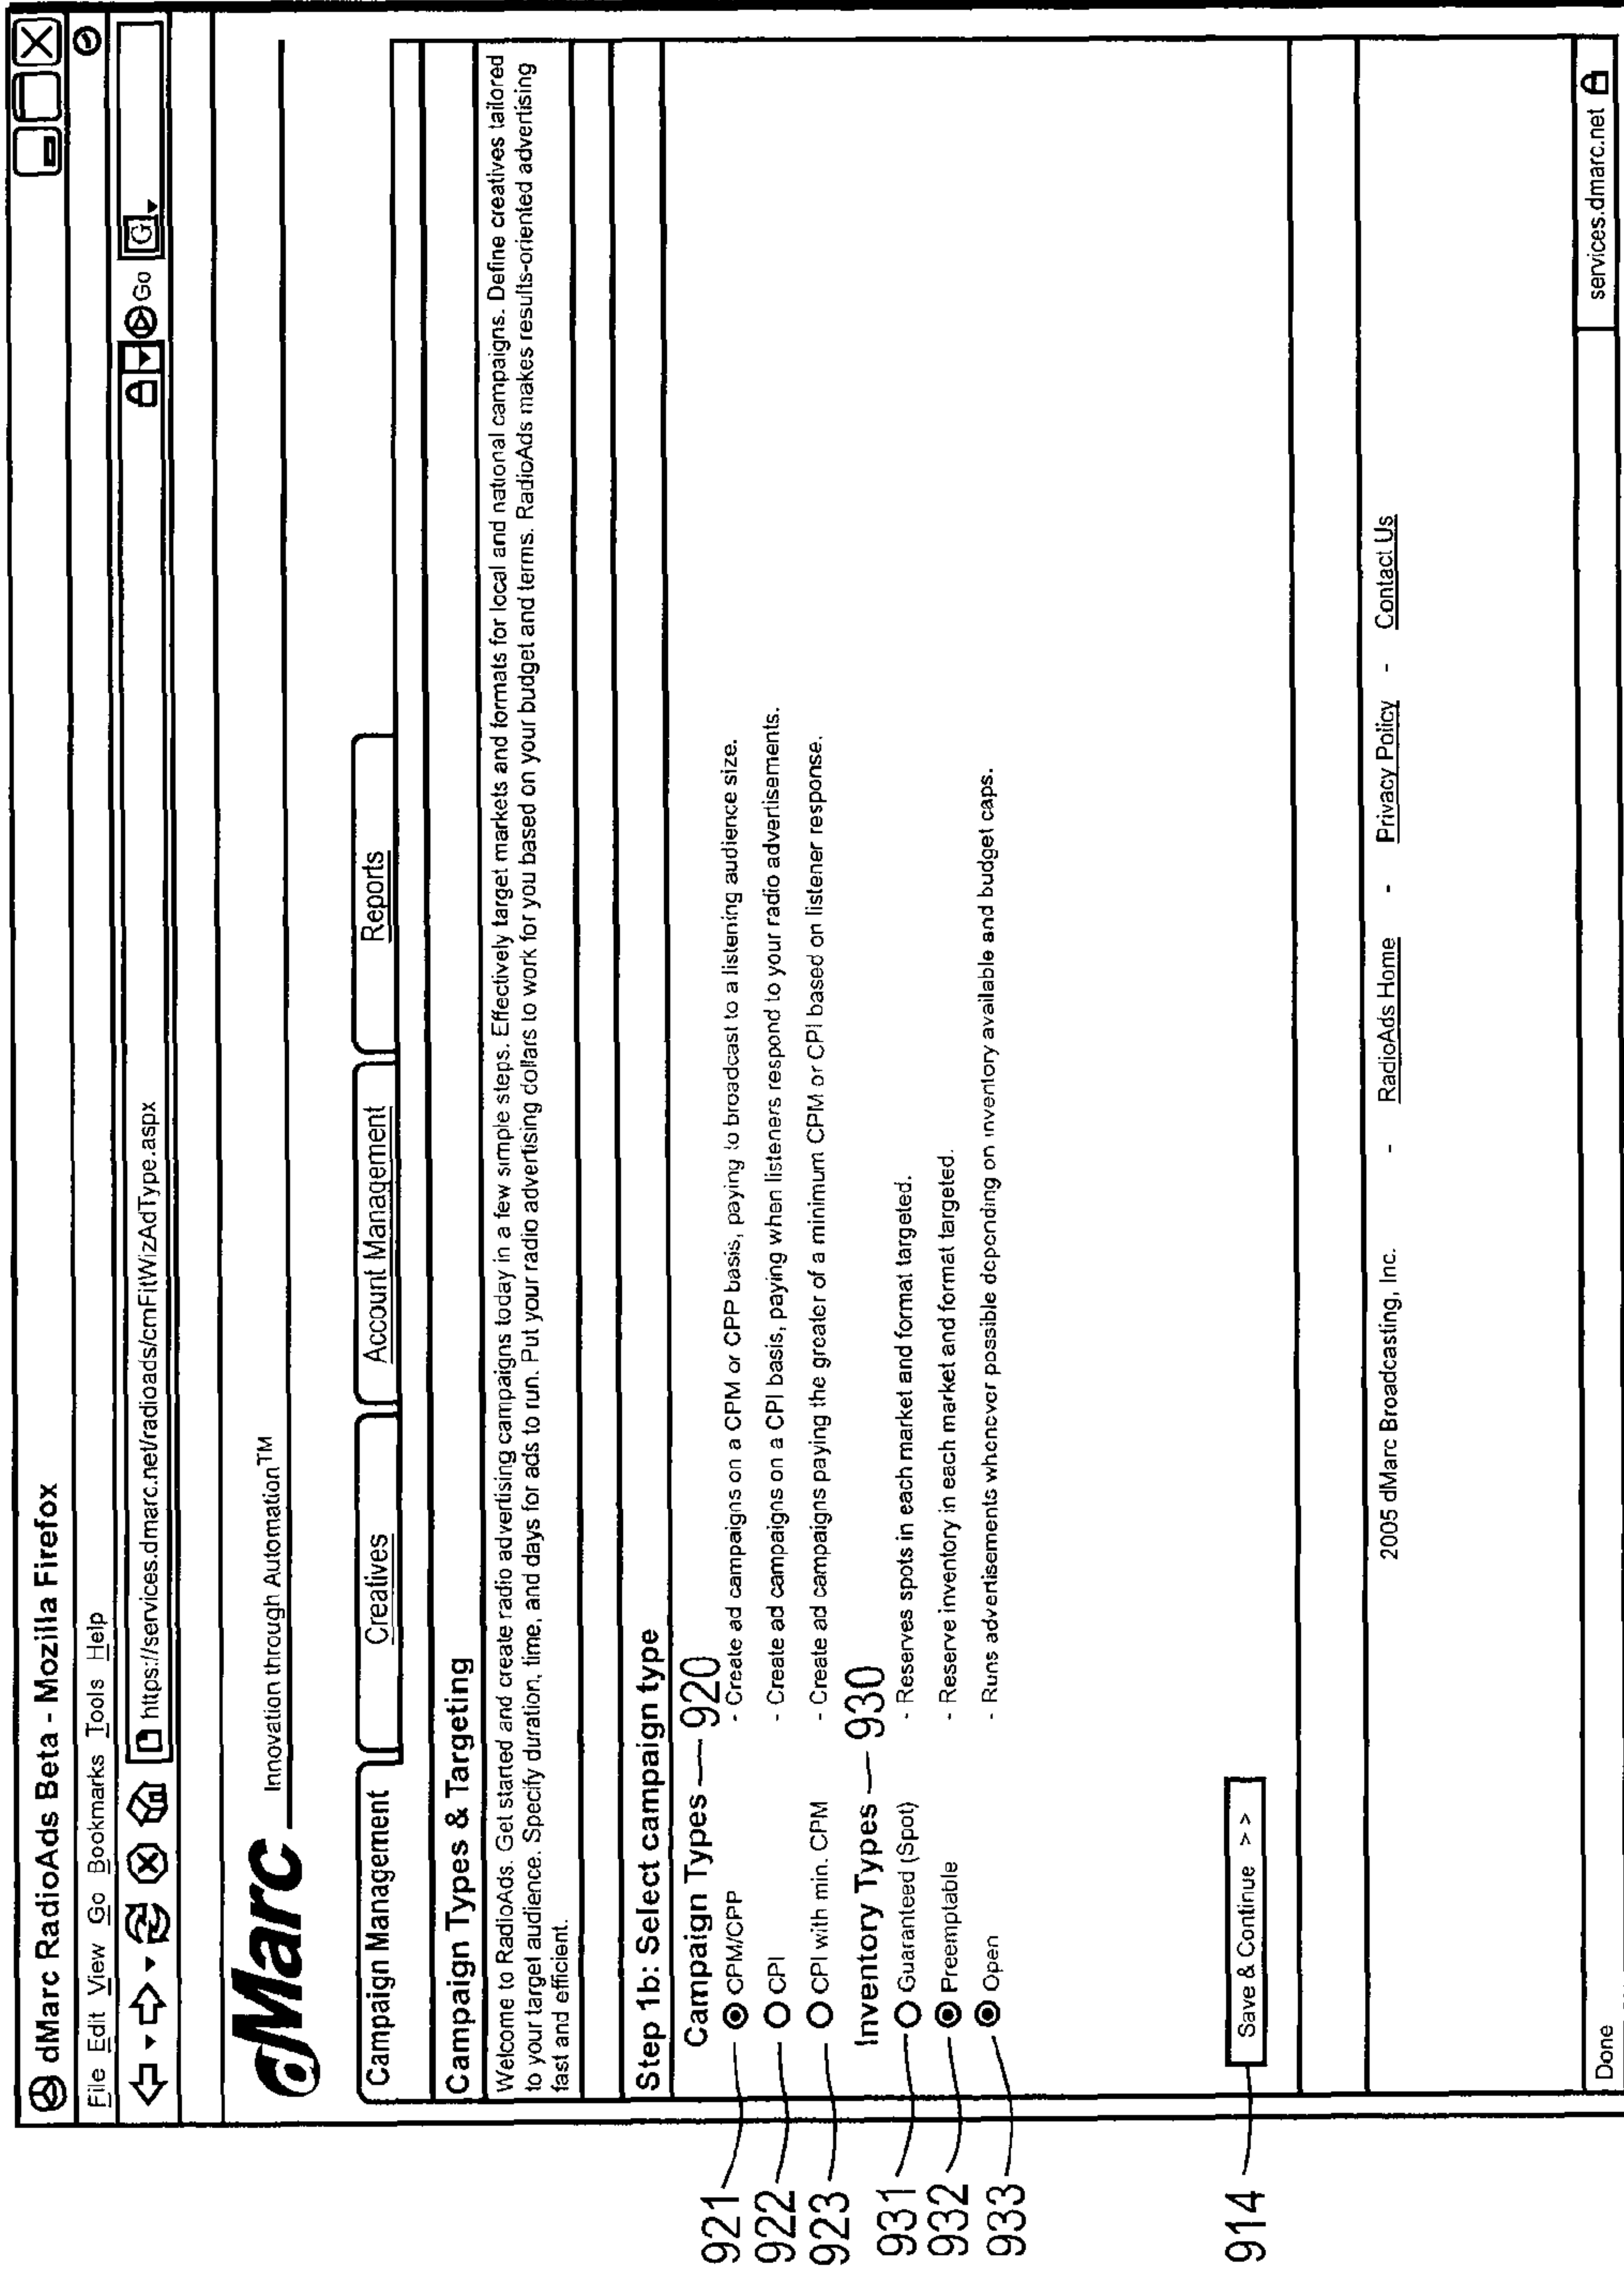 dMarc RadioAds Beta - Mozilla Firefox
File Edit View Go Bookmarks Tools Help
https://services.dmarc.net/radioads/cmFitWizAdType.aspx
Go
G
dMarc
Innovation through Automation™
Campaign Management
Creatives
Account Management
Reports
Campaign Types & Targeting
Welcome to RadioAds. Get started and create radio advertising campaigns today in a few simple steps. Effectively target markets and formats for local and national campaigns. Define creatives tailored
to your target audience. Specify duration, time, and days for ads to run. Put your radio advertising dollars to work for you based on your budget and terms. RadioAds makes results-oriented advertising
fast and efficient.
Step 1b: Select campaign type
Campaign Types 920
921 CPM/CPP - Create ad campaigns on a CPM or CPP basis, paying to broadcast to a listening audience size.
922 CPI - Create ad campaigns on a CPI basis, paying when listeners respond to your radio advertisements.
923 CPI with min. CPM - Create ad campaigns paying the greater of a minimum CPM or CPI based on listener response.
Inventory Types 930
931 Guaranteed (Spot) - Reserves spots in each market and format targeted.
932 Preemptable - Reserve inventory in each market and format targeted.
933 Open - Runs advertisements whenever possible depending on inventory available and budget caps.
914 Save & Continue >>
2005 dMarc Broadcasting, Inc. - RadioAds Home - Privacy Policy - Contact Us
Done
services.dmarc.net